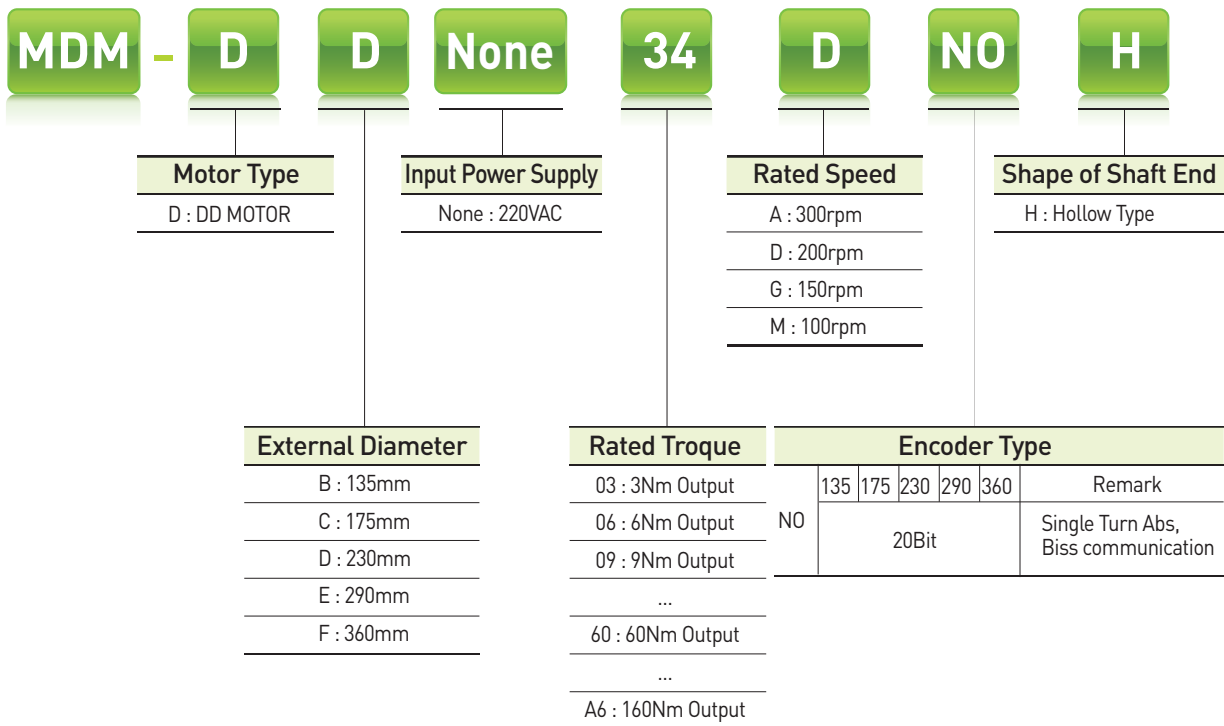 MDM - D D None 34 D NO H
Motor Type
D : DD MOTOR
Input Power Supply
None : 220VAC
Rated Speed
A : 300rpm
D : 200rpm
G : 150rpm
M : 100rpm
Shape of Shaft End
H : Hollow Type
External Diameter
B : 135mm
C : 175mm
D : 230mm
E : 290mm
F : 360mm
Rated Troque
03 : 3Nm Output
06 : 6Nm Output
09 : 9Nm Output
...
60 : 60Nm Output
...
A6 : 160Nm Output
Encoder Type
135 175 230 290 360 Remark
NO 20Bit Single Turn Abs,
Biss communication